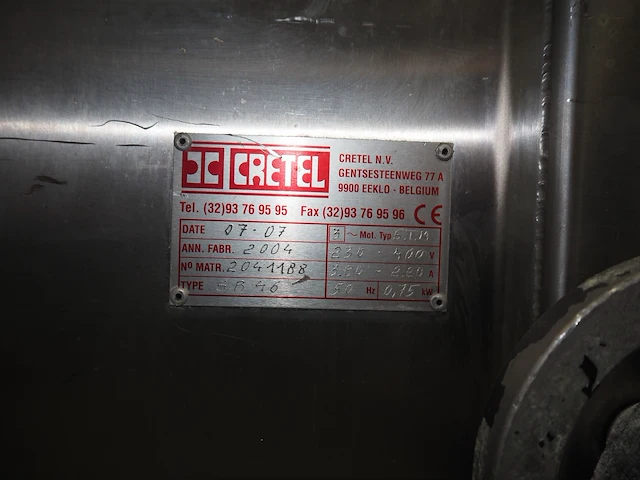 CRETEL
CRETEL N.V.
GENTSESTEENWEG 77 A
9900 EEKLO - BELGIUM
Tel. (32)93 76 95 95 Fax (32)93 76 95 96 CE
DATE 07-07 3 ~ Mot. Typ
ANN. FABR. 2004 230 - 400 V
Nº MATR. 2041188 A
TYPE 50 Hz 0,75 kW